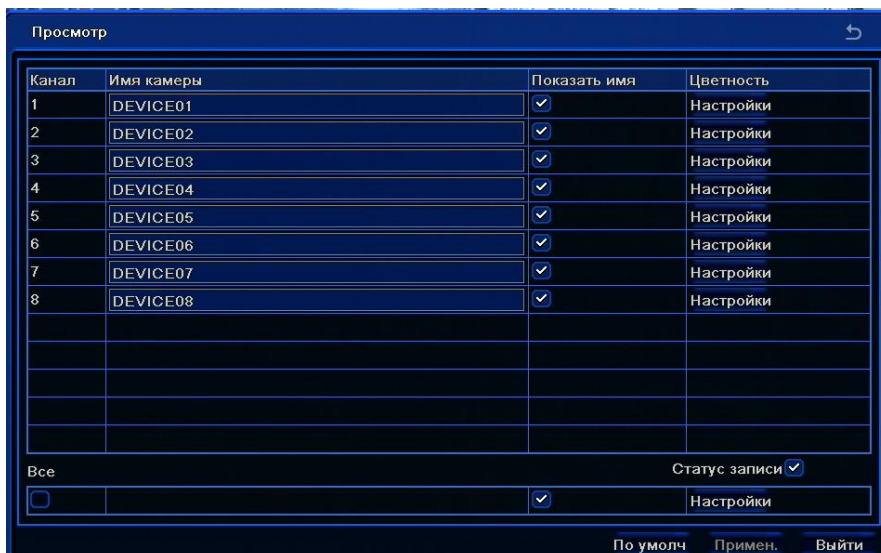 Просмотр
Канал Имя камеры Показать имя Цветность
1 DEVICE01 Настройки
2 DEVICE02 Настройки
3 DEVICE03 Настройки
4 DEVICE04 Настройки
5 DEVICE05 Настройки
6 DEVICE06 Настройки
7 DEVICE07 Настройки
8 DEVICE08 Настройки
Все Статус записи
Настройки
По умолч Примен. Выйти